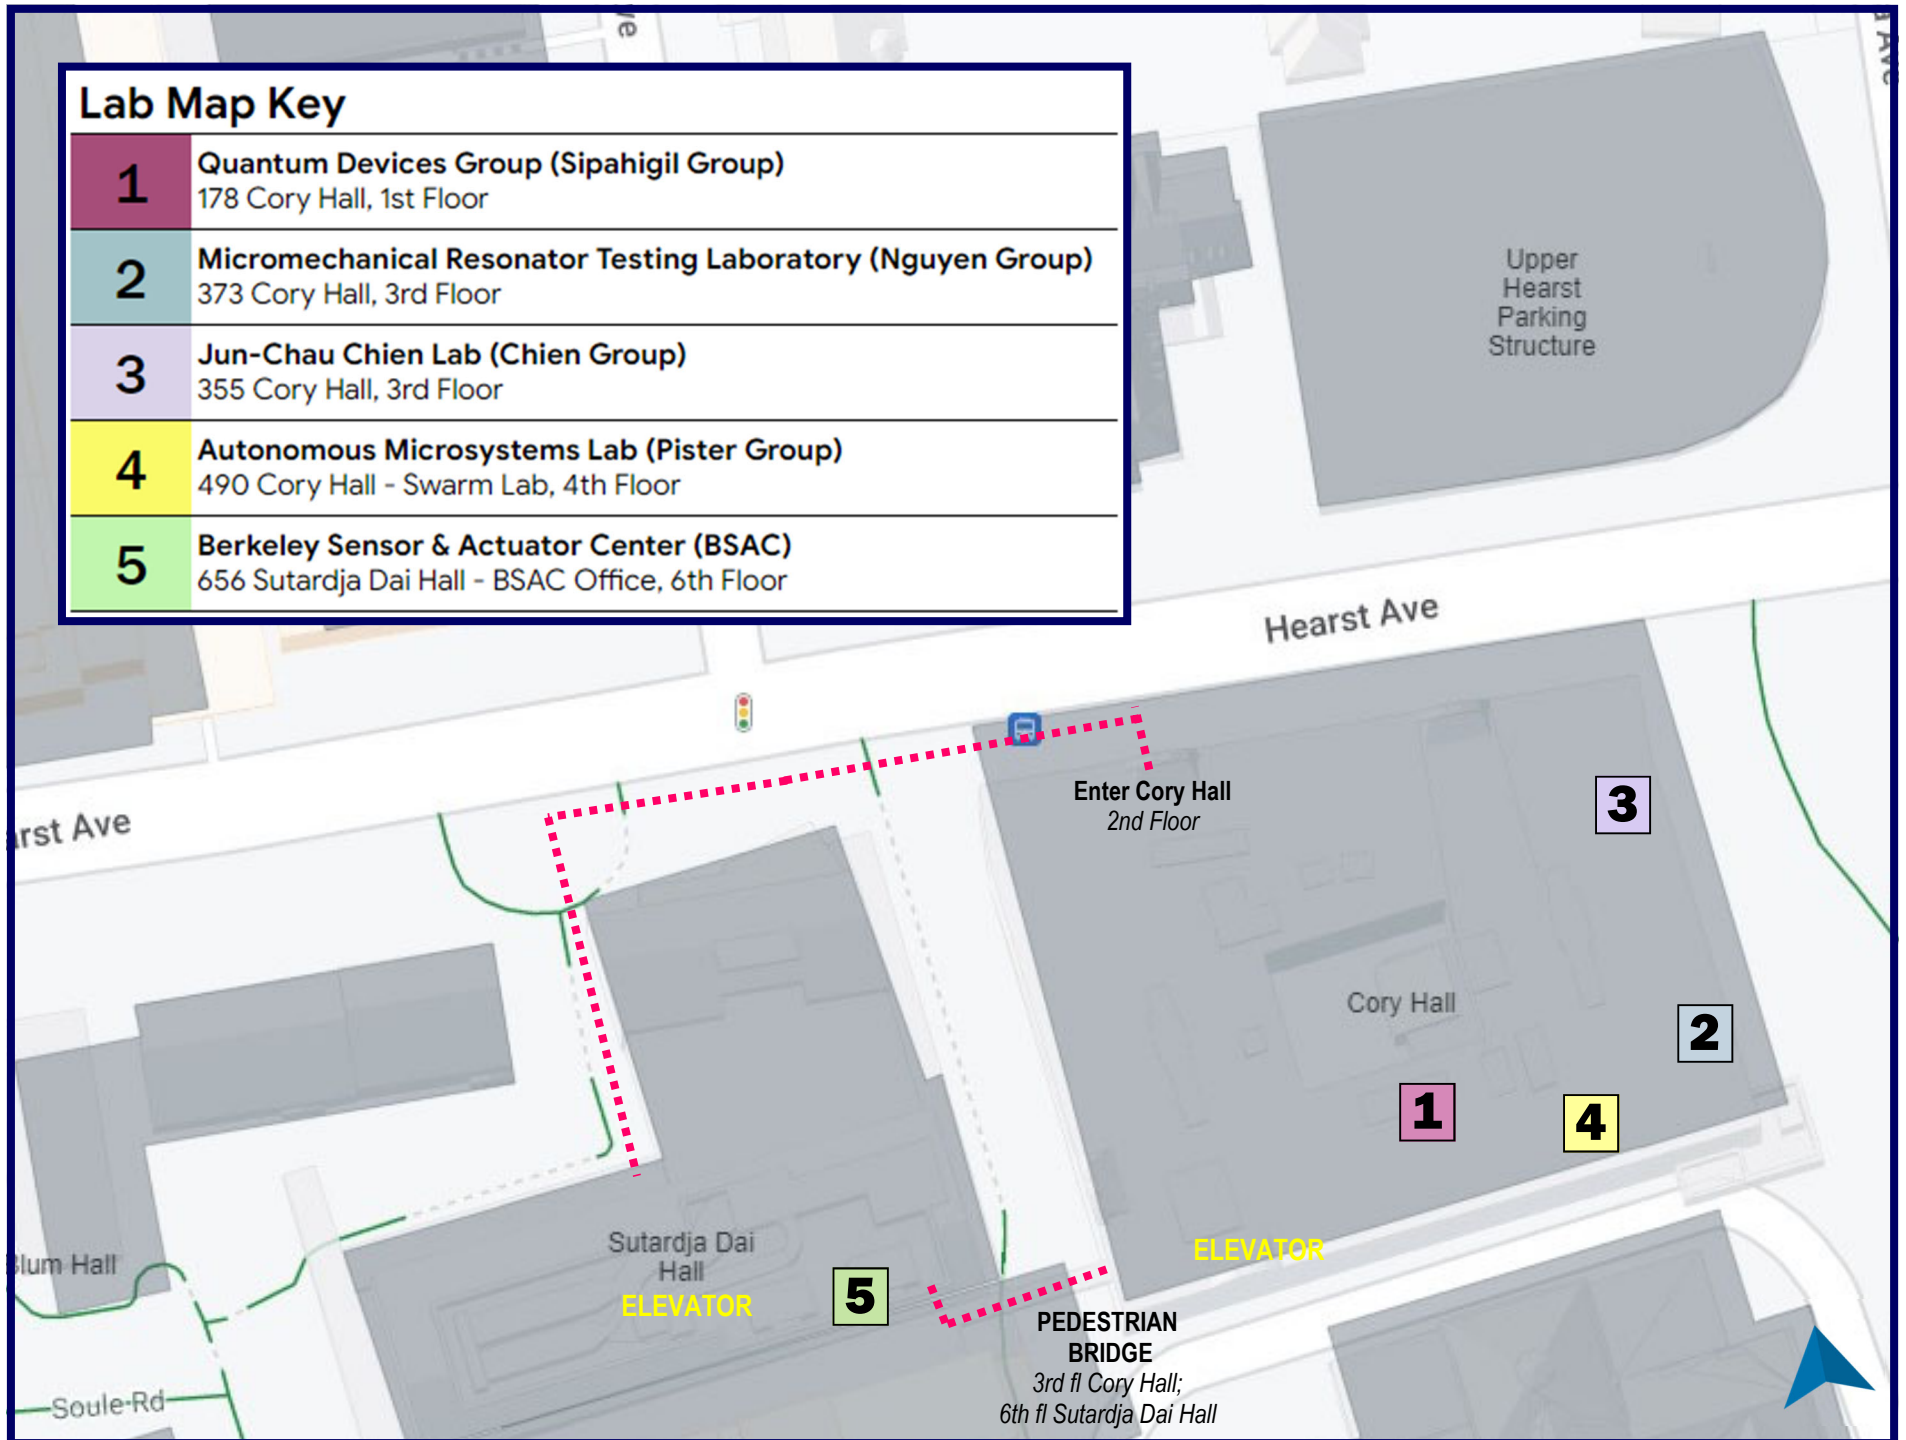 Lab Map Key
1
Quantum Devices Group (Sipahigil Group)
178 Cory Hall, 1st Floor
2
Micromechanical Resonator Testing Laboratory (Nguyen Group)
373 Cory Hall, 3rd Floor
3
Jun-Chau Chien Lab (Chien Group)
355 Cory Hall, 3rd Floor
4
Autonomous Microsystems Lab (Pister Group)
490 Cory Hall - Swarm Lab, 4th Floor
5
Berkeley Sensor & Actuator Center (BSAC)
656 Sutardja Dai Hall - BSAC Office, 6th Floor
Upper
Hearst
Parking
Structure
Hearst Ave
Enter Cory Hall
2nd Floor
3
Ave
Cory Hall
2
1
4
Sutardja Dai
Hall
ELEVATOR
5
ELEVATOR
Hall
PEDESTRIAN
BRIDGE
3rd fl Cory Hall;
6th fl Sutardja Dai Hall
Soule Rd